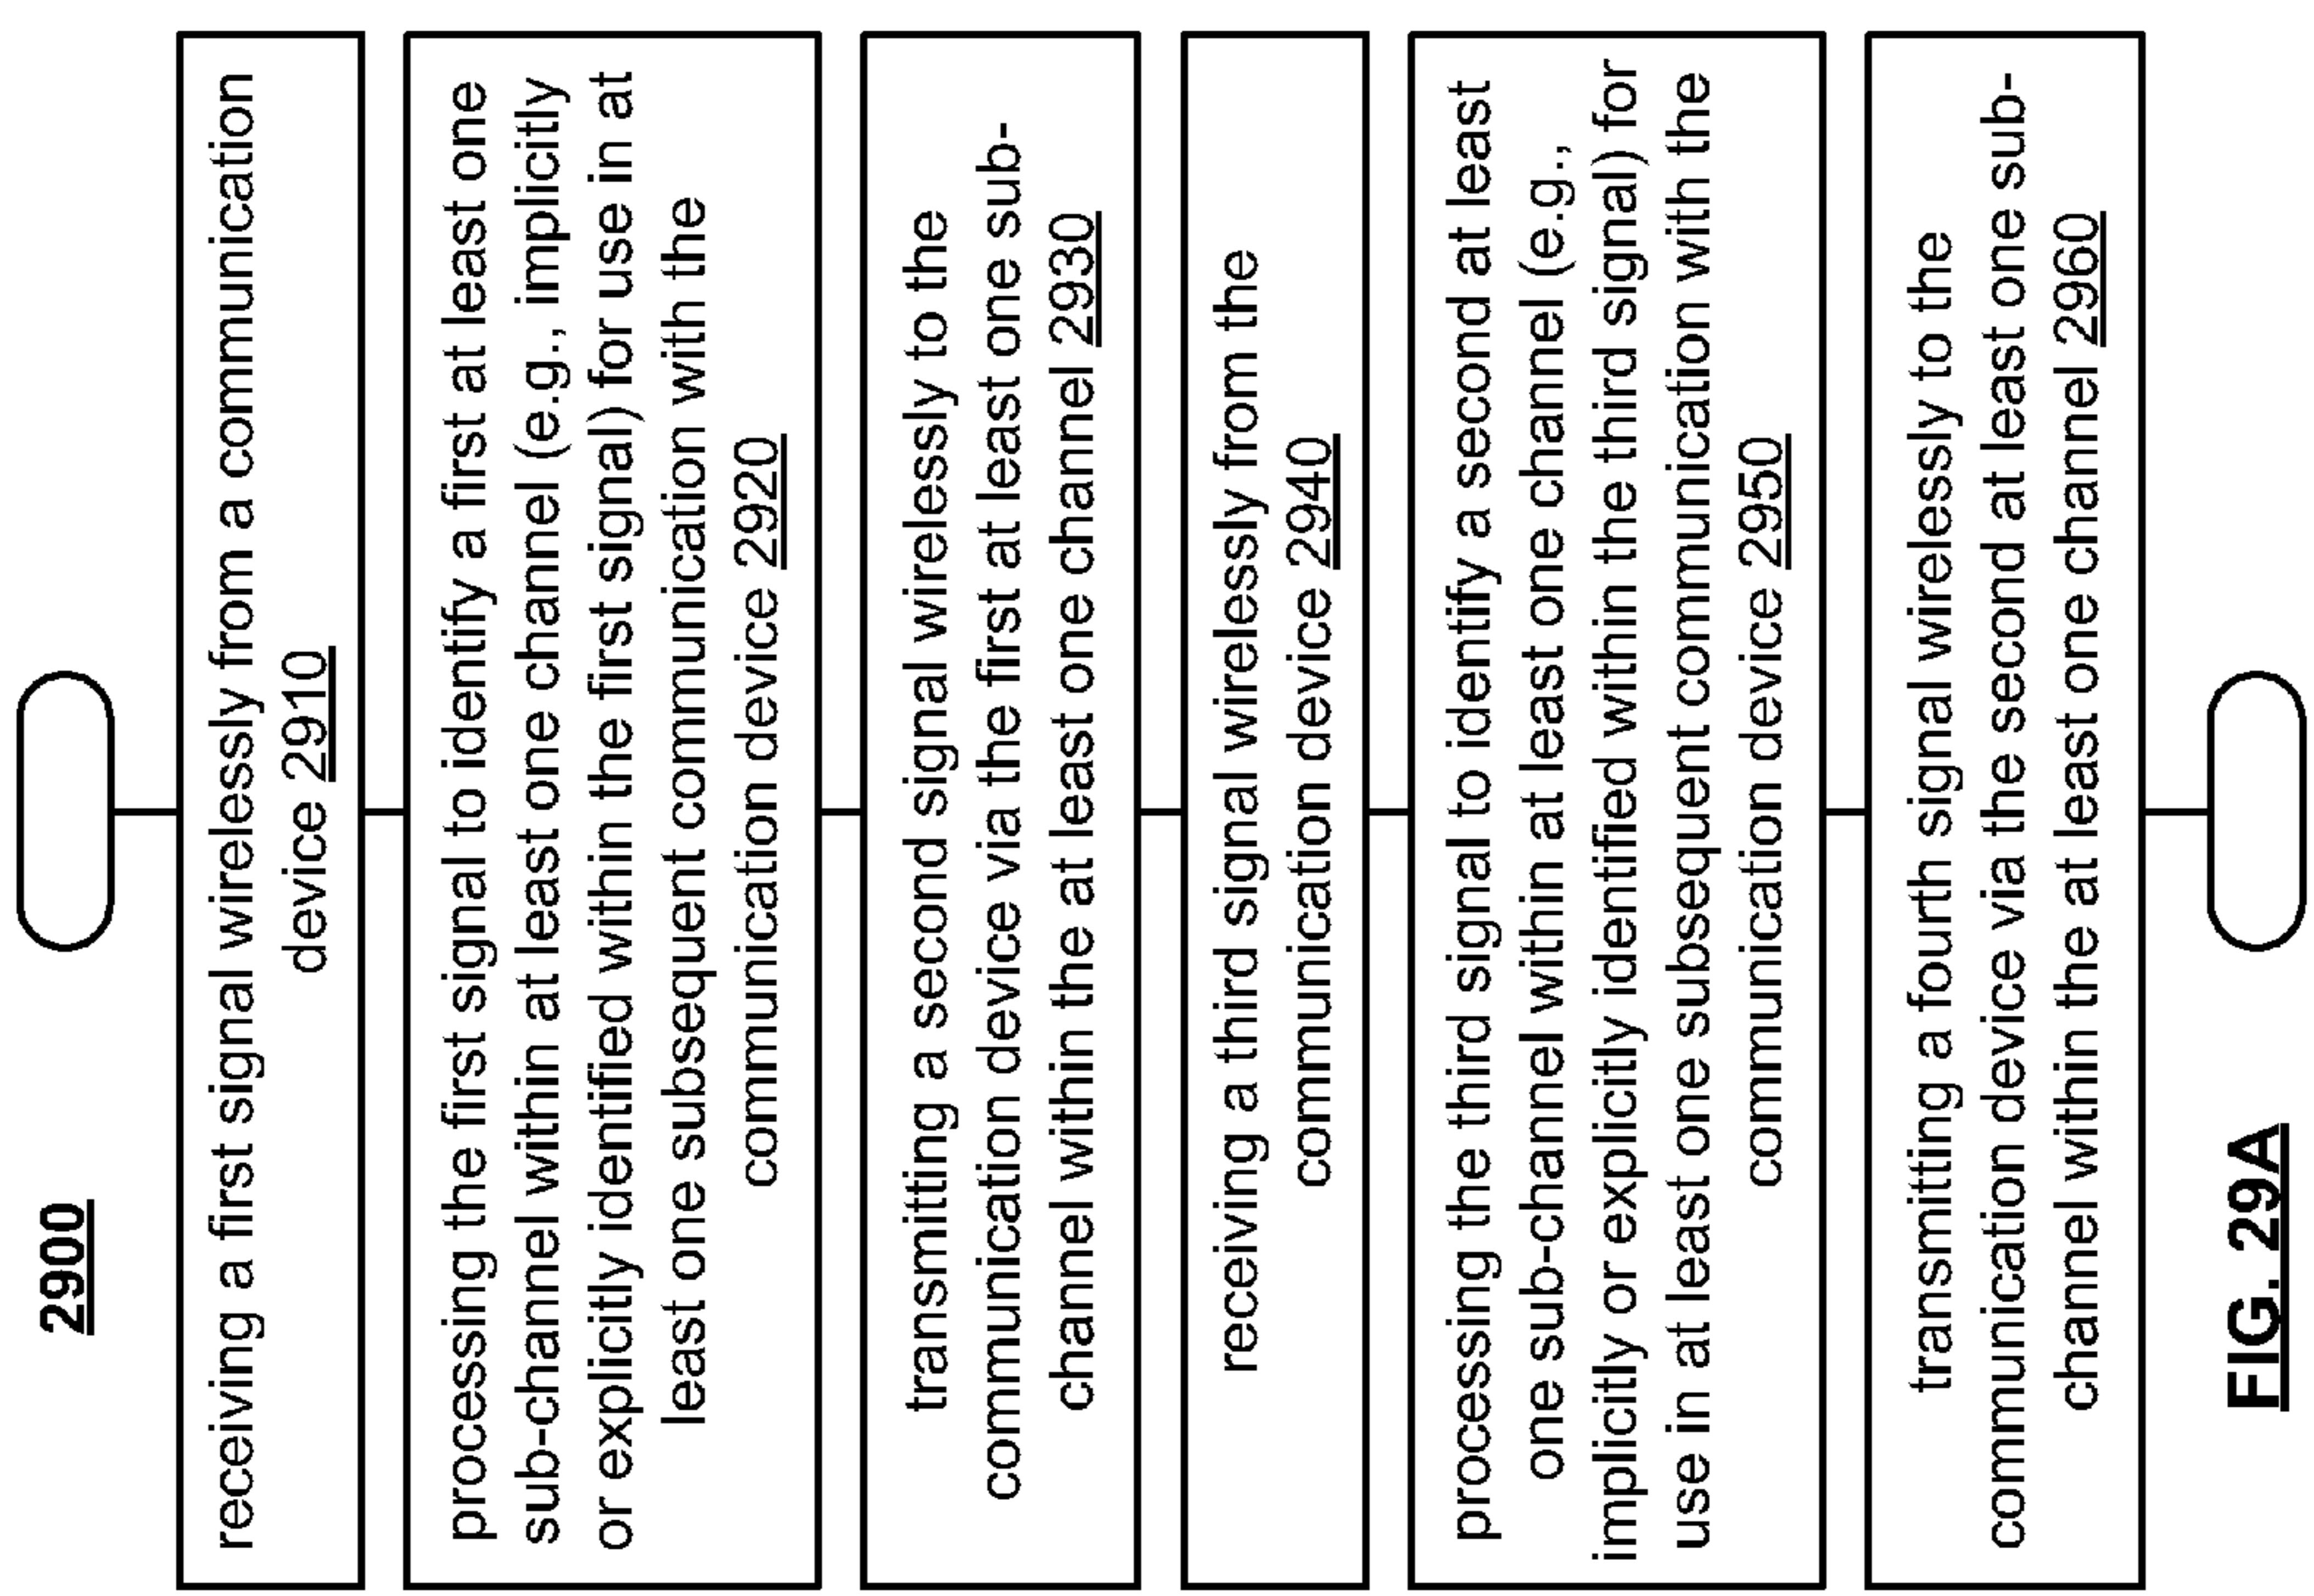 2900
receiving a first signal wirelessly from a communication
device 2910
processing the first signal to identify a first at least one
sub-channel within at least one channel (e.g., implicitly
or explicitly identified within the first signal) for use in at
least one subsequent communication with the
communication device 2920
transmitting a second signal wirelessly to the
communication device via the first at least one sub-
channel within the at least one channel 2930
receiving a third signal wirelessly from the
communication device 2940
processing the third signal to identify a second at least
one sub-channel within at least one channel (e.g.,
implicitly or explicitly identified within the third signal) for
use in at least one subsequent communication with the
communication device 2950
transmitting a fourth signal wirelessly to the
communication device via the second at least one sub-
channel within the at least one channel 2960
FIG. 29A